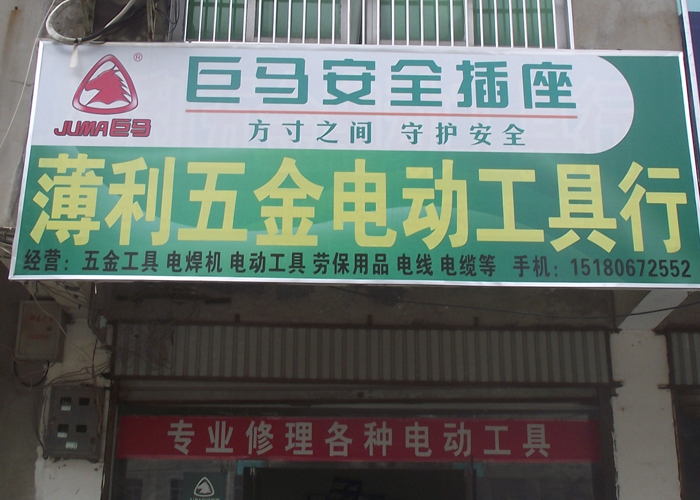 巨马安全插座
JUMA巨马®
方寸之间 守护安全
薄利五金电动工具行
经营：五金工具 电焊机 电动工具 劳保用品 电线 电缆等 手机：15180672552
专业修理各种电动工具